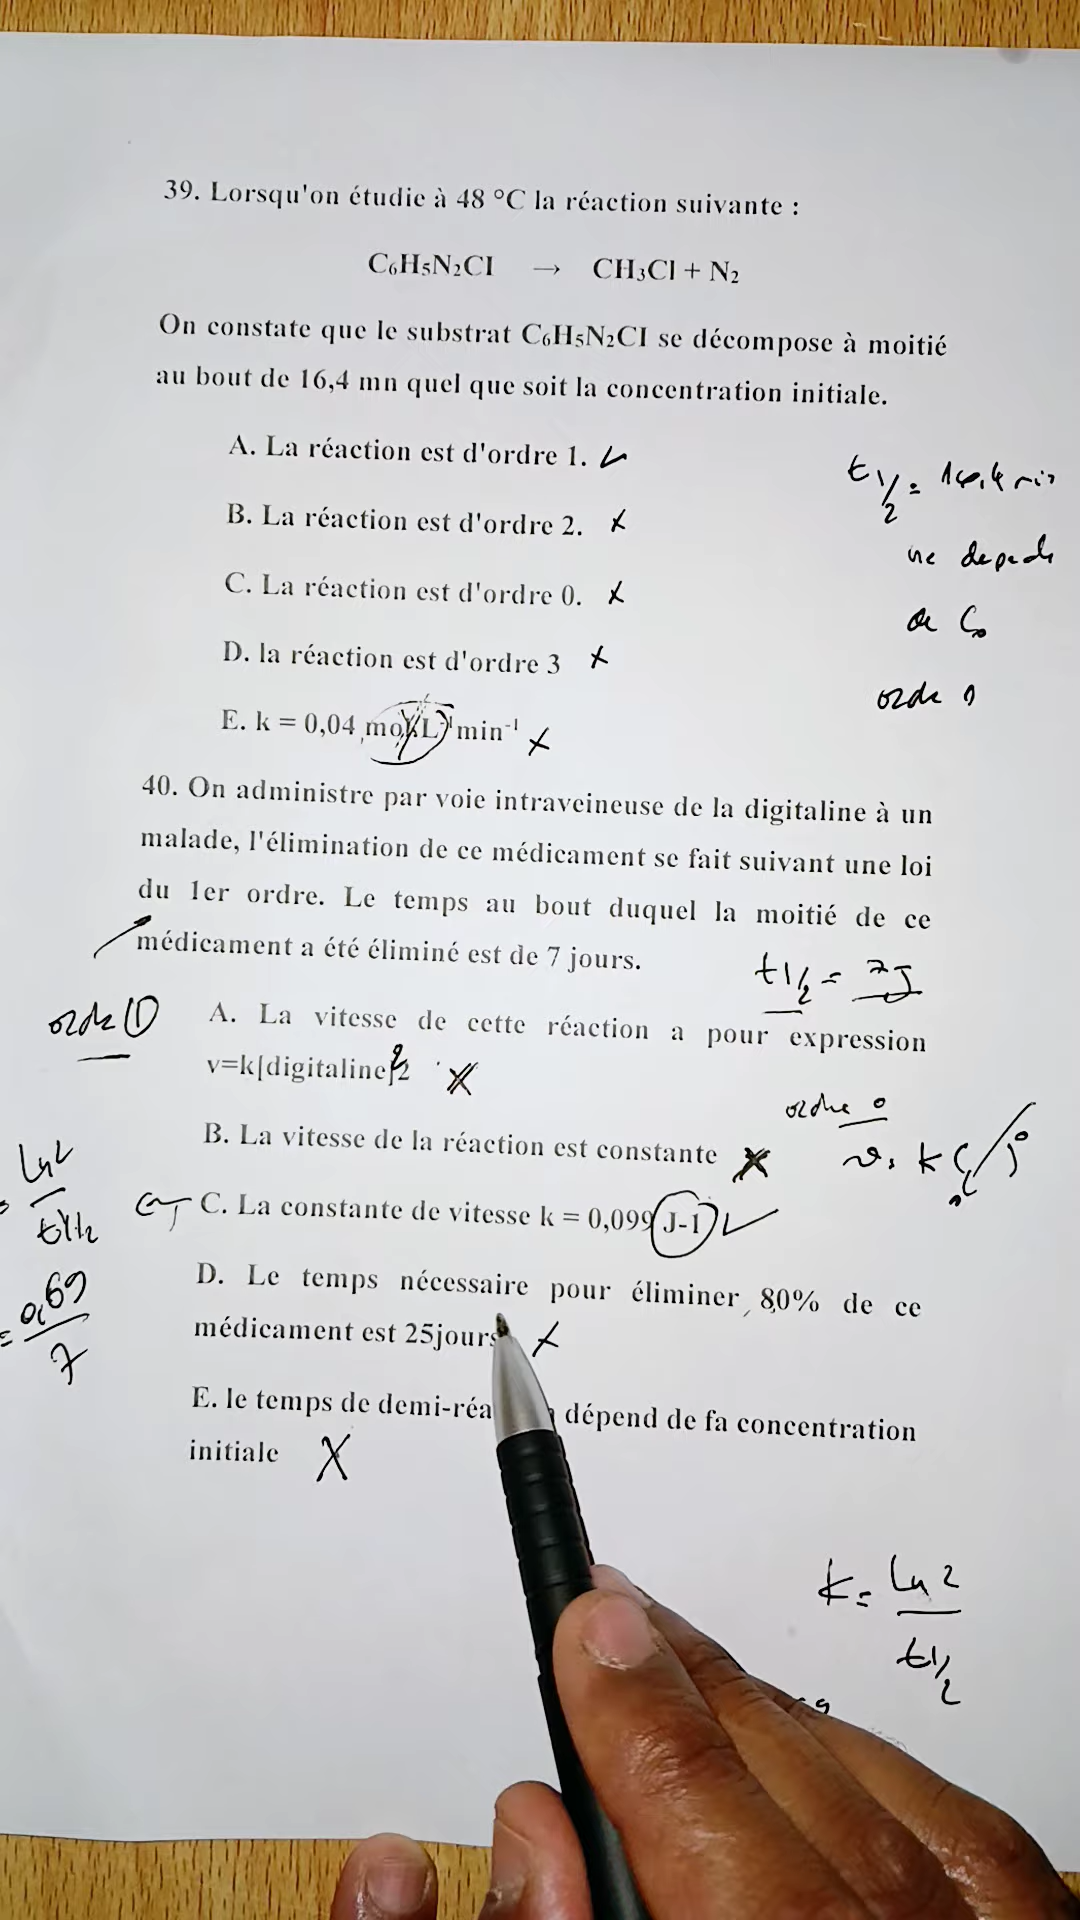 39. Lorsqu'on étudie à 48 °C la réaction suivante :
C₆H₅N₂Cl → CH₃Cl + N₂
On constate que le substrat C₆H₅N₂Cl se décompose à moitié
au bout de 16,4 mn quel que soit la concentration initiale.
A. La réaction est d'ordre 1.
t1/2 = 16,4 min
B. La réaction est d'ordre 2. x
ne depend
C. La réaction est d'ordre 0. x
de C₀
D. la réaction est d'ordre 3 x
ordre 1
E. k = 0,04 mol/L⁻¹min⁻¹ x
40. On administre par voie intraveineuse de la digitaline à un
malade, l'élimination de ce médicament se fait suivant une loi
du 1er ordre. Le temps au bout duquel la moitié de ce
médicament a été éliminé est de 7 jours.
t1/2 = 7J
ordre 1
A. La vitesse de cette réaction a pour expression
v=k[digitaline]2 x
ordre 0
B. La vitesse de la réaction est constante x
ln2
t1/2
C. La constante de vitesse k = 0,099 J-1
= 0,69
7
D. Le temps nécessaire pour éliminer 80% de ce
médicament est 25jours x
E. le temps de demi-réa dépend de fa concentration
initiale X
k = ln 2
t1/2